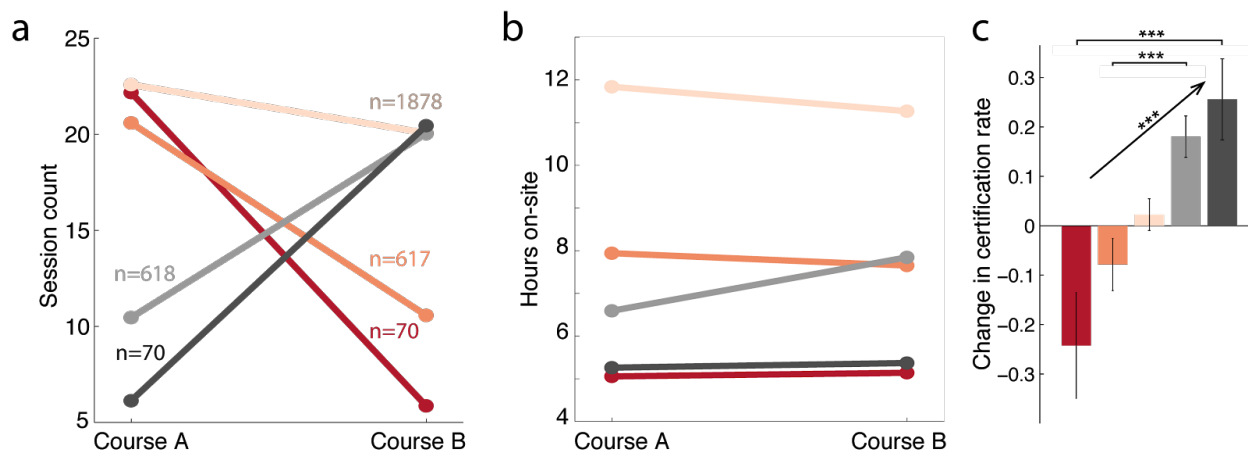 a
Session count
25
20
15
10
5
n=1878
n=618
n=617
n=70
n=70
Course A
Course B
b
Hours on-site
12
10
8
6
4
Course A
Course B
c
Change in certification rate
***
***
***
0.3
0.2
0.1
0
−0.1
−0.2
−0.3